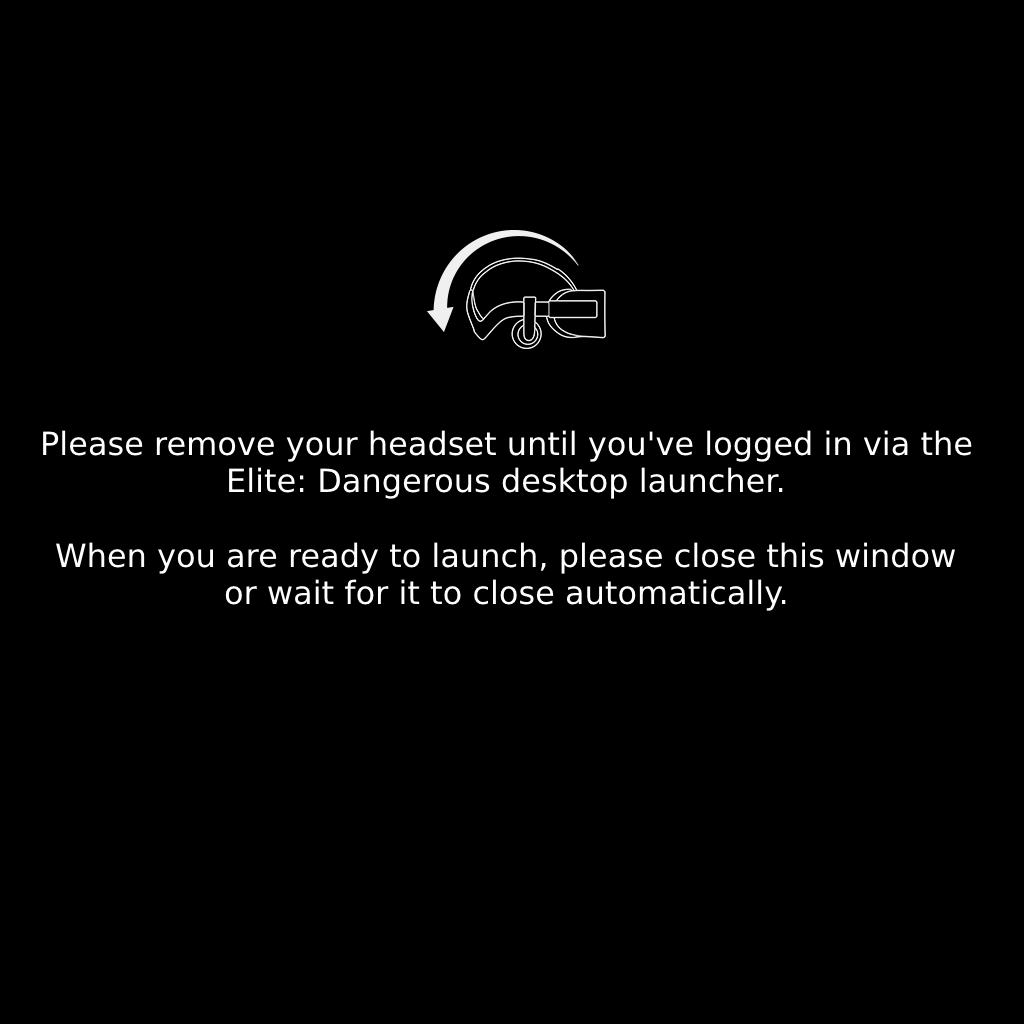 Please remove your headset until you've logged in via the
Elite: Dangerous desktop launcher.
When you are ready to launch, please close this window
or wait for it to close automatically.